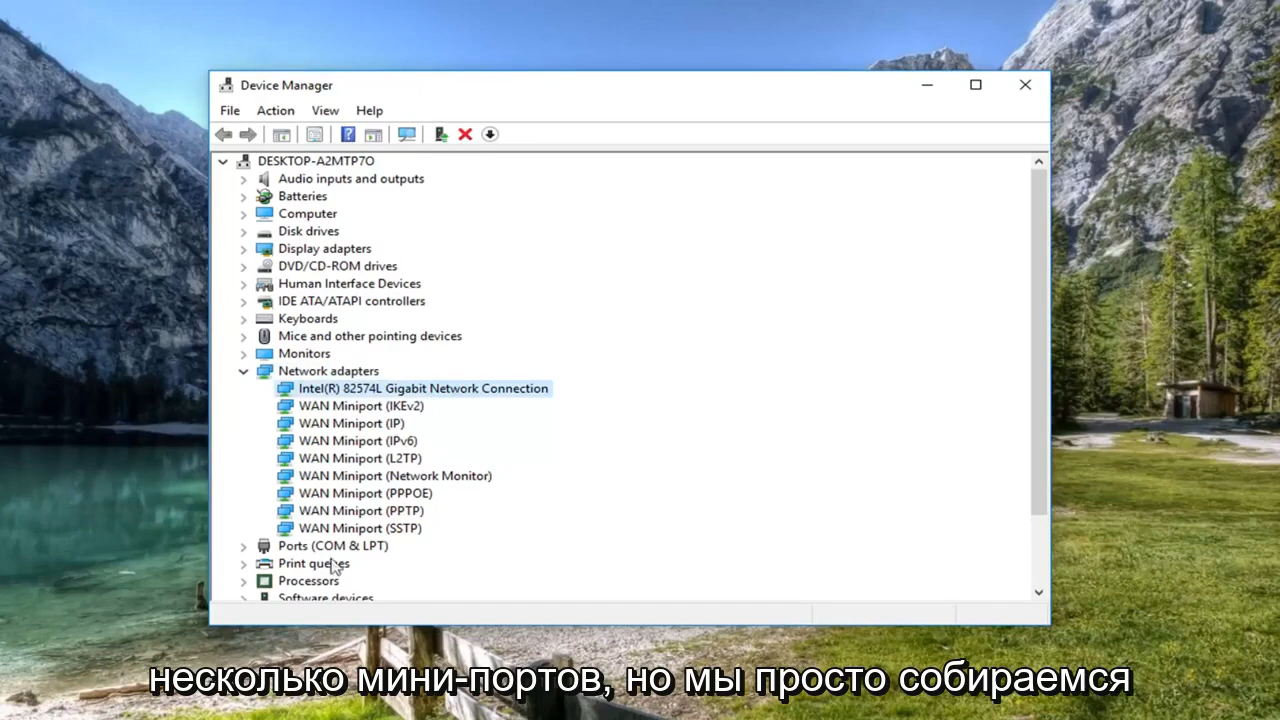 Device Manager
File Action View Help
DESKTOP-A2MTP7O
Audio inputs and outputs
Batteries
Computer
Disk drives
Display adapters
DVD/CD-ROM drives
Human Interface Devices
IDE ATA/ATAPI controllers
Keyboards
Mice and other pointing devices
Monitors
Network adapters
Intel(R) 82574L Gigabit Network Connection
WAN Miniport (IKEv2)
WAN Miniport (IP)
WAN Miniport (IPv6)
WAN Miniport (L2TP)
WAN Miniport (Network Monitor)
WAN Miniport (PPPOE)
WAN Miniport (PPTP)
WAN Miniport (SSTP)
Ports (COM & LPT)
Print queues
Processors
Software devices
несколько мини-портов, но мы просто собираемся